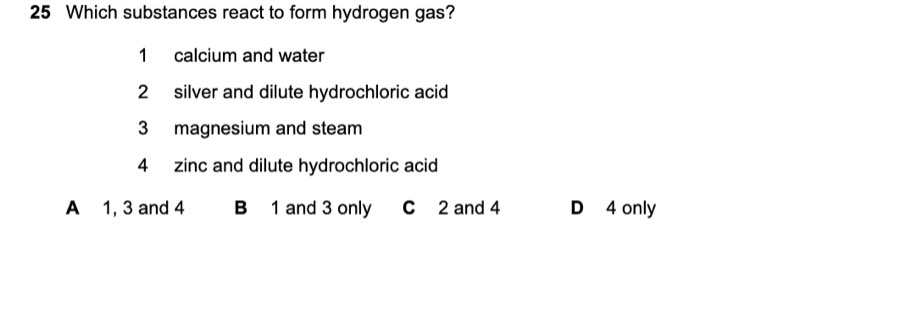 25 Which substances react to form hydrogen gas?
1 calcium and water
2 silver and dilute hydrochloric acid
3 magnesium and steam
4 zinc and dilute hydrochloric acid
A 1, 3 and 4 B 1 and 3 only C 2 and 4 D 4 only